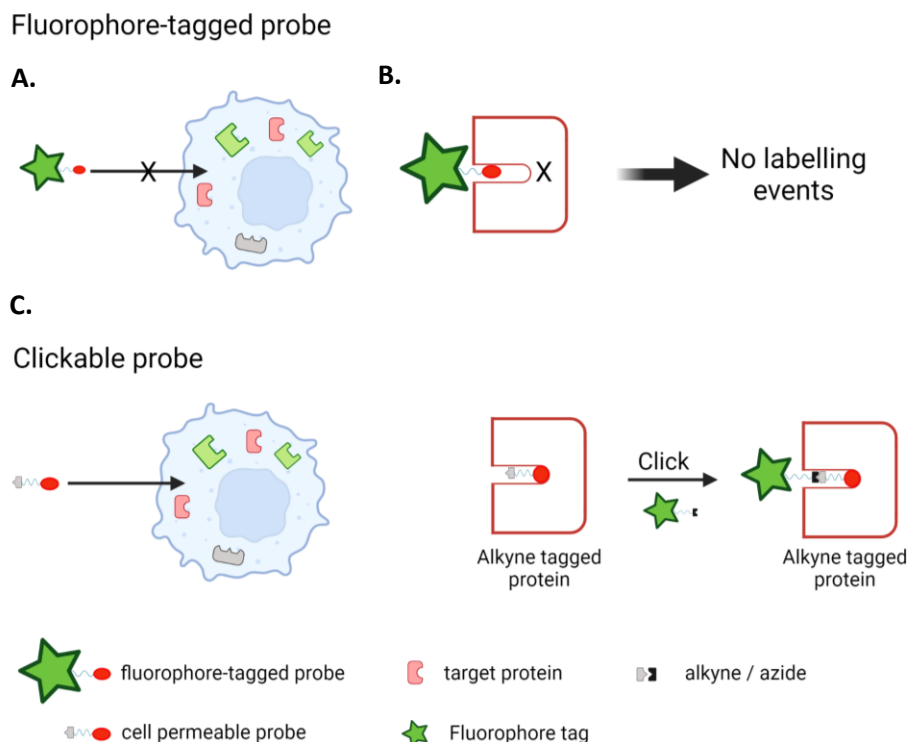 Fluorophore-tagged probe
A.
B.
X
X
No labelling
events
C.
Clickable probe
Click
Alkyne tagged
protein
Alkyne tagged
protein
fluorophore-tagged probe
target protein
alkyne / azide
cell permeable probe
Fluorophore tag